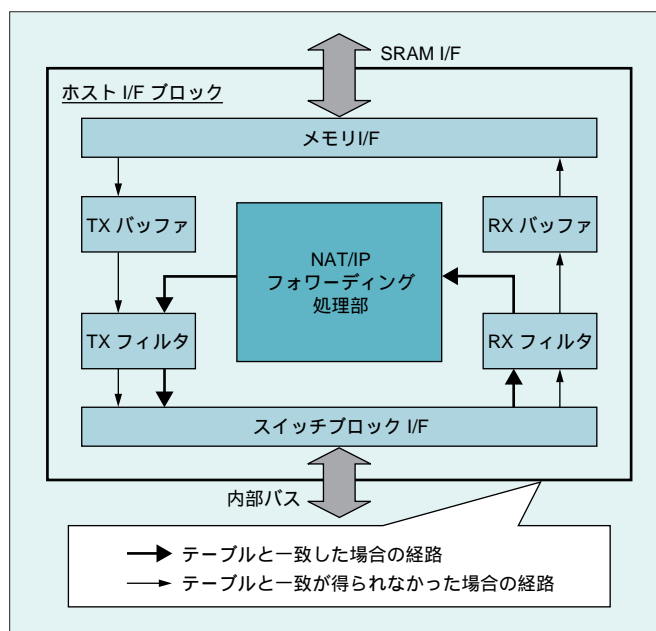 SRAM I/F
ホスト I/F ブロック
メモリI/F
TX バッファ
RX バッファ
NAT/IP
フォワーディング
処理部
TX フィルタ
RX フィルタ
スイッチブロック I/F
内部バス
テーブルと一致した場合の経路
テーブルと一致が得られなかった場合の経路